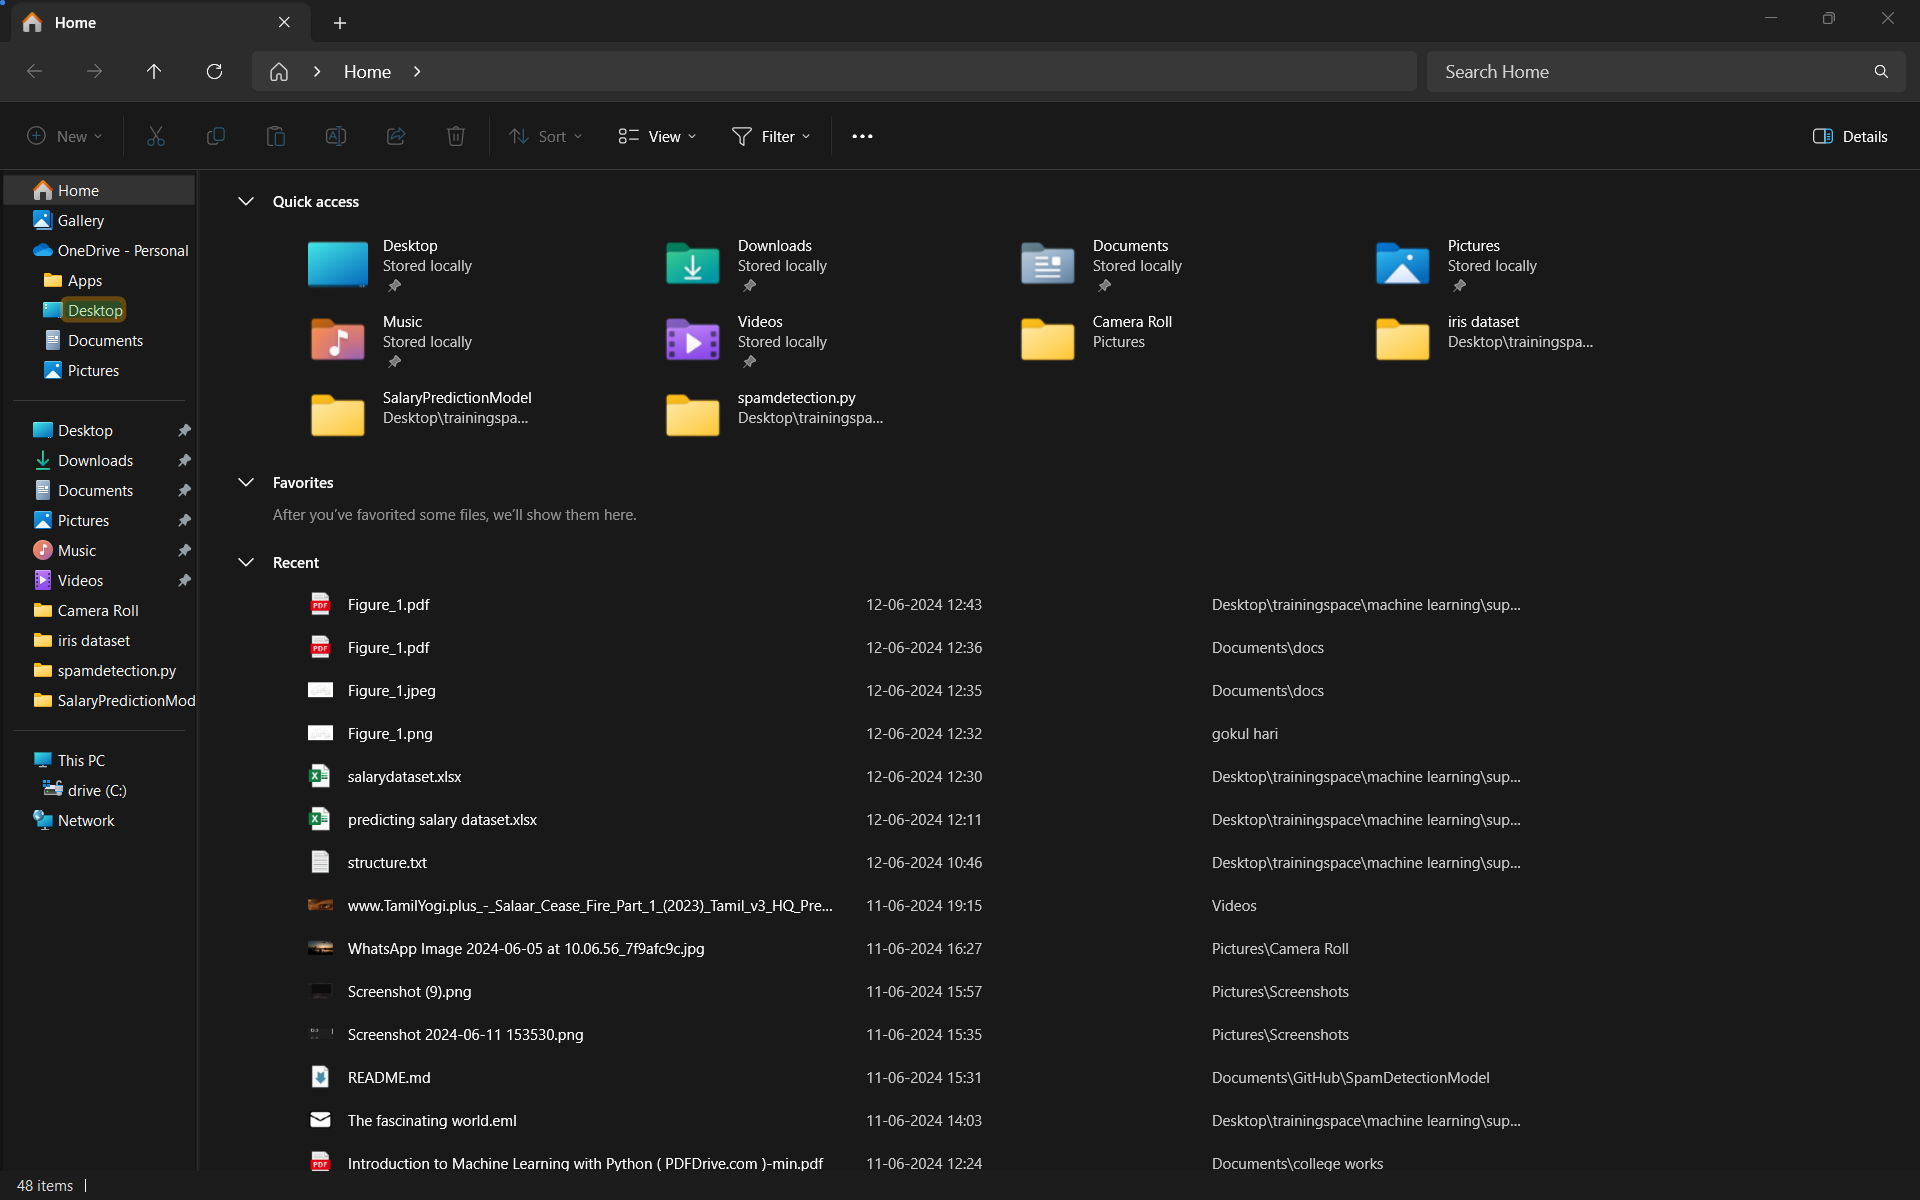 Home
Home
Search Home
New
Sort
View
Filter
Details
Home
Gallery
OneDrive - Personal
Apps
Desktop
Documents
Pictures
Desktop
Downloads
Documents
Pictures
Music
Videos
Camera Roll
iris dataset
spamdetection.py
SalaryPredictionMod
This PC
drive (C:)
Network
Quick access
Desktop
Stored locally
Downloads
Stored locally
Documents
Stored locally
Pictures
Stored locally
Music
Stored locally
Videos
Stored locally
Camera Roll
Pictures
iris dataset
Desktop\trainingspa...
SalaryPredictionModel
Desktop\trainingspa...
spamdetection.py
Desktop\trainingspa...
Favorites
After you've favorited some files, we'll show them here.
Recent
Figure_1.pdf 12-06-2024 12:43 Desktop\trainingspace\machine learning\sup...
Figure_1.pdf 12-06-2024 12:36 Documents\docs
Figure_1.jpeg 12-06-2024 12:35 Documents\docs
Figure_1.png 12-06-2024 12:32 gokul hari
salarydataset.xlsx 12-06-2024 12:30 Desktop\trainingspace\machine learning\sup...
predicting salary dataset.xlsx 12-06-2024 12:11 Desktop\trainingspace\machine learning\sup...
structure.txt 12-06-2024 10:46 Desktop\trainingspace\machine learning\sup...
www.TamilYogi.plus_-_Salaar_Cease_Fire_Part_1_(2023)_Tamil_v3_HQ_Pre... 11-06-2024 19:15 Videos
WhatsApp Image 2024-06-05 at 10.06.56_7f9afc9c.jpg 11-06-2024 16:27 Pictures\Camera Roll
Screenshot (9).png 11-06-2024 15:57 Pictures\Screenshots
Screenshot 2024-06-11 153530.png 11-06-2024 15:35 Pictures\Screenshots
README.md 11-06-2024 15:31 Documents\GitHub\SpamDetectionModel
The fascinating world.eml 11-06-2024 14:03 Desktop\trainingspace\machine learning\sup...
Introduction to Machine Learning with Python ( PDFDrive.com )-min.pdf 11-06-2024 12:24 Documents\college works
48 items